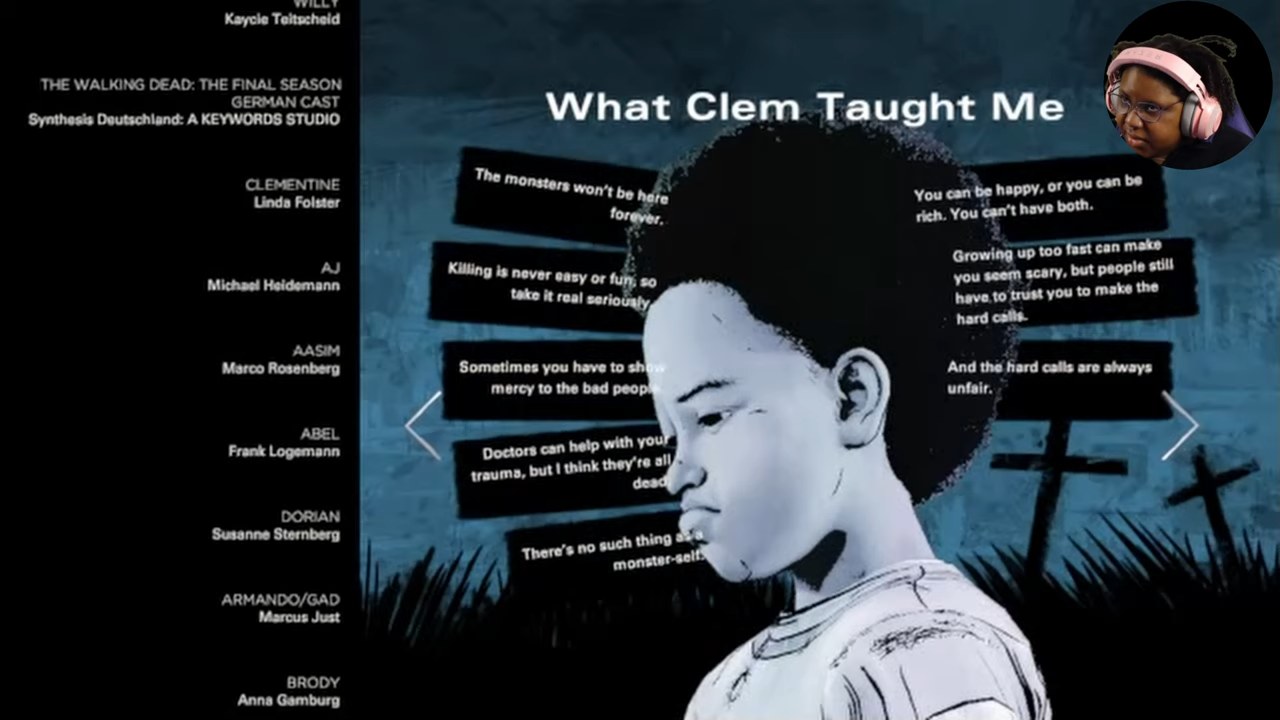 WILLY
Kaycie Teitscheid
THE WALKING DEAD: THE FINAL SEASON
GERMAN CAST
Synthesis Deutschland: A KEYWORDS STUDIO
CLEMENTINE
Linda Folster
AJ
Michael Heidemann
AASIM
Marco Rosenberg
ABEL
Frank Logemann
DORIAN
Susanne Sternberg
ARMANDO/GAD
Marcus Just
BRODY
Anna Gamburg
What Clem Taught Me
The monsters won't be here
forever.
Killing is never easy or fun, so
take it real seriously.
Sometimes you have to show
mercy to the bad people.
Doctors can help with your
trauma, but I think they're all
dead.
There's no such thing as a
monster-self.
You can be happy, or you can be
rich. You can't have both.
Growing up too fast can make
you seem scary, but people still
have to trust you to make the
hard calls.
And the hard calls are always
unfair.